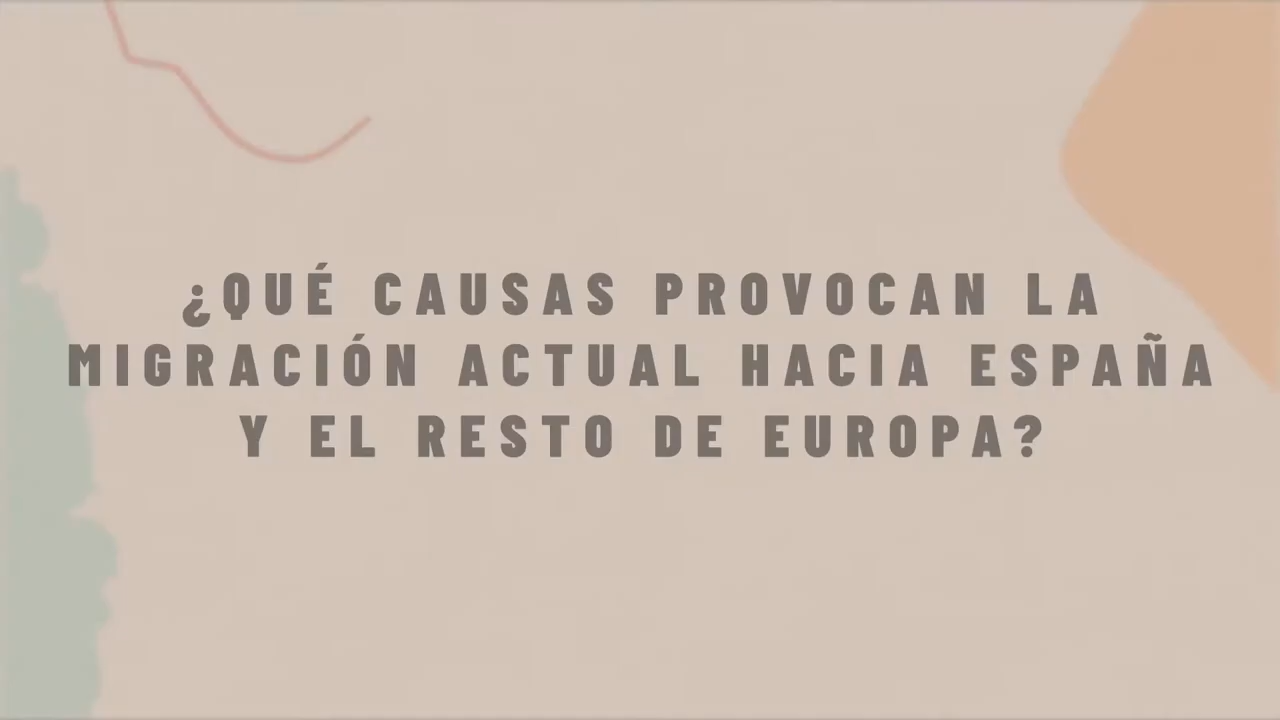 ¿QUÉ CAUSAS PROVOCAN LA
MIGRACIÓN ACTUAL HACIA ESPAÑA
Y EL RESTO DE EUROPA?